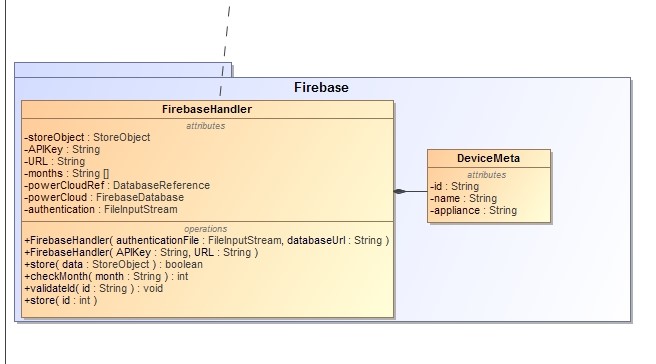 Firebase
FirebaseHandler
attributes
-storeObject : StoreObject
-APIKey : String
-URL : String
-months : String []
-powerCloudRef : DatabaseReference
-powerCloud : FirebaseDatabase
-authentication : FileInputStream
operations
+FirebaseHandler( authenticationFile : FileInputStream, databaseUrl : String )
+FirebaseHandler( APIKey : String, URL : String )
+store( data : StoreObject ) : boolean
+checkMonth( month : String ) : int
+validateId( id : String ) : void
+store( id : int )
DeviceMeta
attributes
-id : String
-name : String
-appliance : String